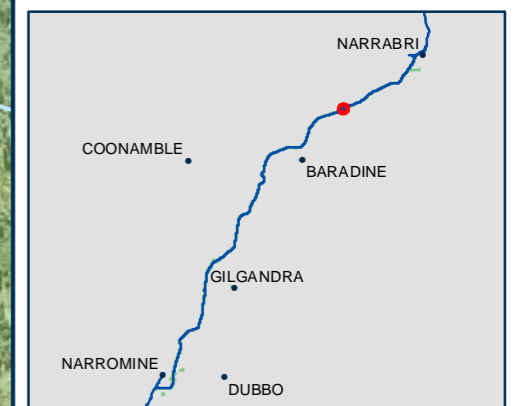 NARRABRI
COONAMBLE
BARADINE
GILGANDRA
NARROMINE
DUBBO